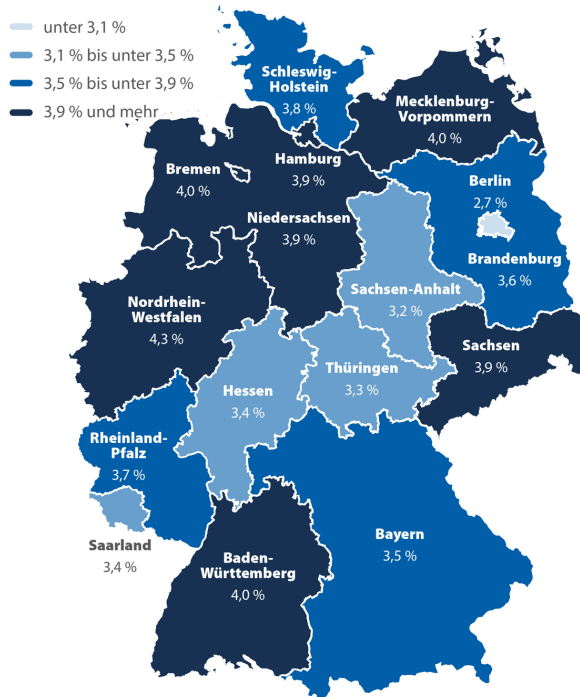 unter 3,1 %
3,1 % bis unter 3,5 %
3,5 % bis unter 3,9 %
3,9 % und mehr
Schleswig-
Holstein
3,8 %
Mecklenburg-
Vorpommern
4,0 %
Hamburg
3,9 %
Bremen
4,0 %
Berlin
2,7 %
Niedersachsen
3,9 %
Brandenburg
3,6 %
Sachsen-Anhalt
3,2 %
Nordrhein-
Westfalen
4,3 %
Sachsen
3,9 %
Thüringen
3,3 %
Hessen
3,4 %
Rheinland-
Pfalz
3,7 %
Saarland
3,4 %
Bayern
3,5 %
Baden-
Württemberg
4,0 %